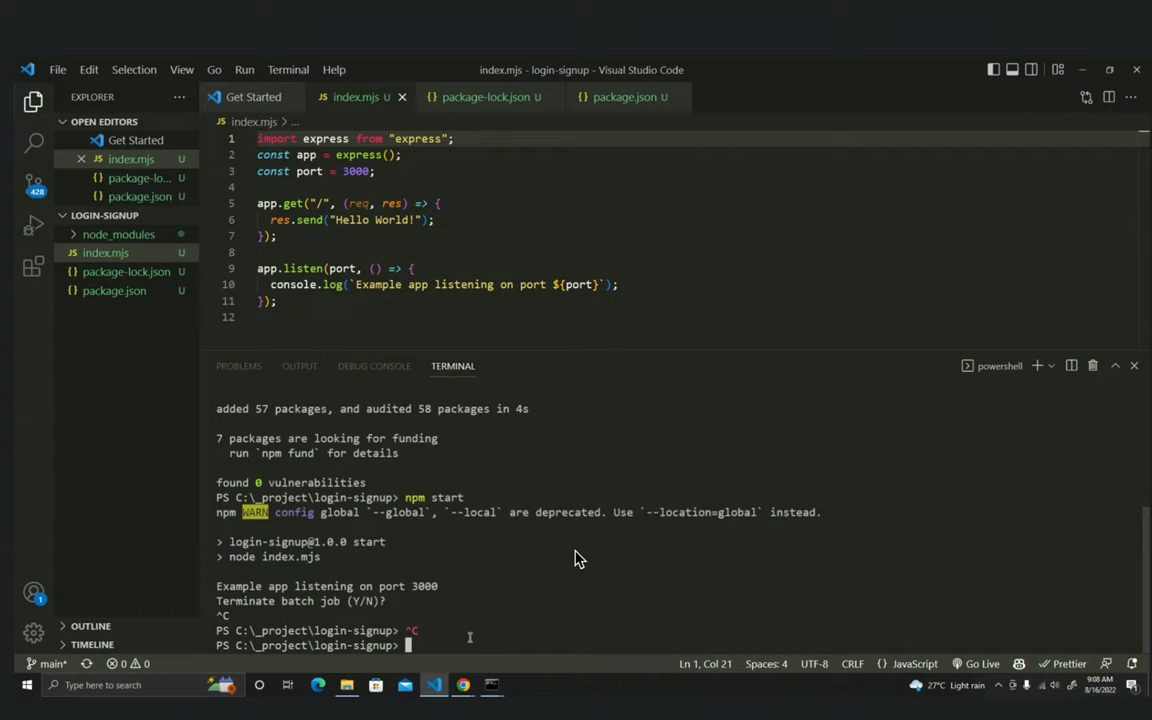 File Edit Selection View Go Run Terminal Help index.mjs - login-signup - Visual Studio Code
EXPLORER ···
Get Started
index.mjs U
package-lock.json U
package.json U
OPEN EDITORS
Get Started
index.mjs U
package-lo... U
package.json U
LOGIN-SIGNUP
node_modules
JS index.mjs U
{} package-lock.json U
{} package.json U
OUTLINE
TIMELINE
428
1
JS index.mjs > ...
1 import express from "express";
2 const app = express();
3 const port = 3000;
4
5 app.get("/", (req, res) => {
6 res.send("Hello World!");
7 });
8
9 app.listen(port, () => {
10 console.log(`Example app listening on port ${port}`);
11 });
12
PROBLEMS OUTPUT DEBUG CONSOLE TERMINAL powershell
added 57 packages, and audited 58 packages in 4s
7 packages are looking for funding
run `npm fund` for details
found 0 vulnerabilities
PS C:\_project\login-signup> npm start
npm WARN config global `--global`, `--local` are deprecated. Use `--location=global` instead.
> login-signup@1.0.0 start
> node index.mjs
Example app listening on port 3000
Terminate batch job (Y/N)?
^C
PS C:\_project\login-signup> ^C
PS C:\_project\login-signup>
main* 0 0 Ln 1, Col 21 Spaces: 4 UTF-8 CRLF {} JavaScript Go Live Prettier
Type here to search 27°C Light rain 9:08 AM
8/16/2022